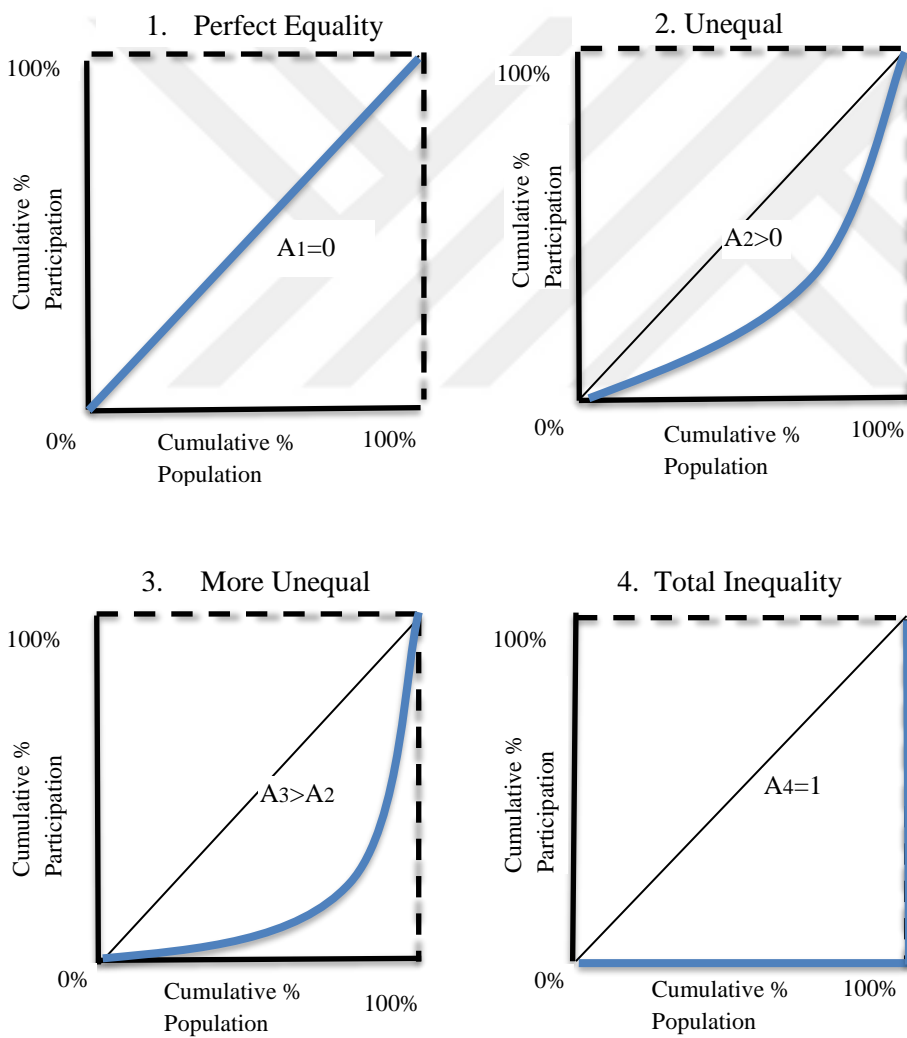 1. Perfect Equality
100%
Cumulative %
Participation
A1=0
0%
Cumulative %
Population
100%
2. Unequal
100%
Cumulative %
Participation
A2>0
0%
Cumulative %
Population
100%
3. More Unequal
100%
Cumulative %
Participation
A3>A2
0%
Cumulative %
Population
100%
4. Total Inequality
100%
Cumulative %
Participation
A4=1
0%
Cumulative %
Population
100%